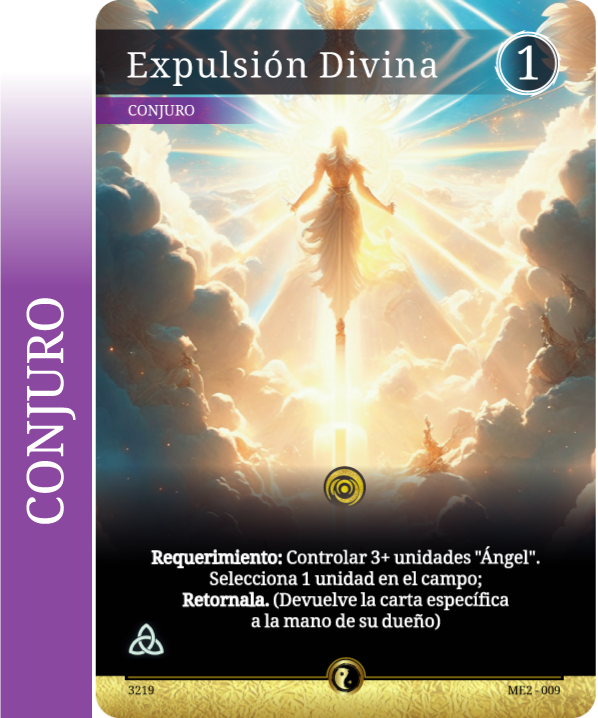 Expulsión Divina
1
CONJURO
CONJURO
Requerimiento: Controlar 3+ unidades "Ángel".
Selecciona 1 unidad en el campo;
Retornala. (Devuelve la carta específica
a la mano de su dueño)
3219
ME2 - 009